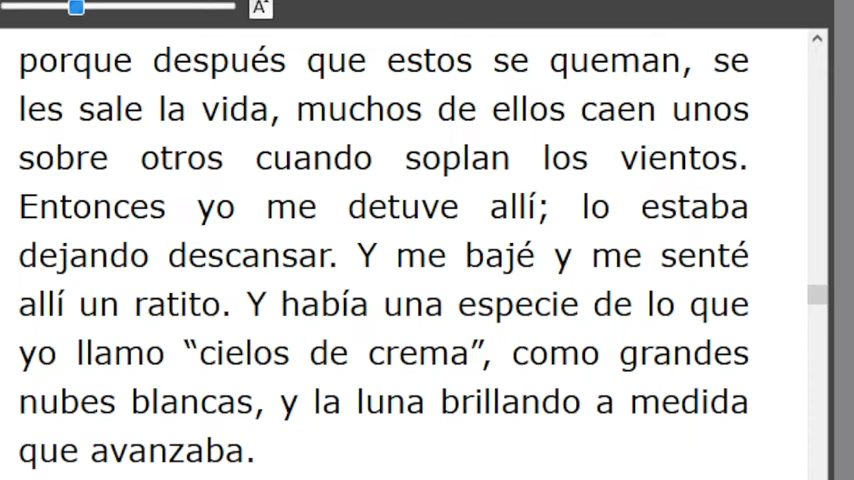 A
porque después que estos se queman, se
les sale la vida, muchos de ellos caen unos
sobre otros cuando soplan los vientos.
Entonces yo me detuve allí; lo estaba
dejando descansar. Y me bajé y me senté
allí un ratito. Y había una especie de lo que
yo llamo “cielos de crema”, como grandes
nubes blancas, y la luna brillando a medida
que avanzaba.